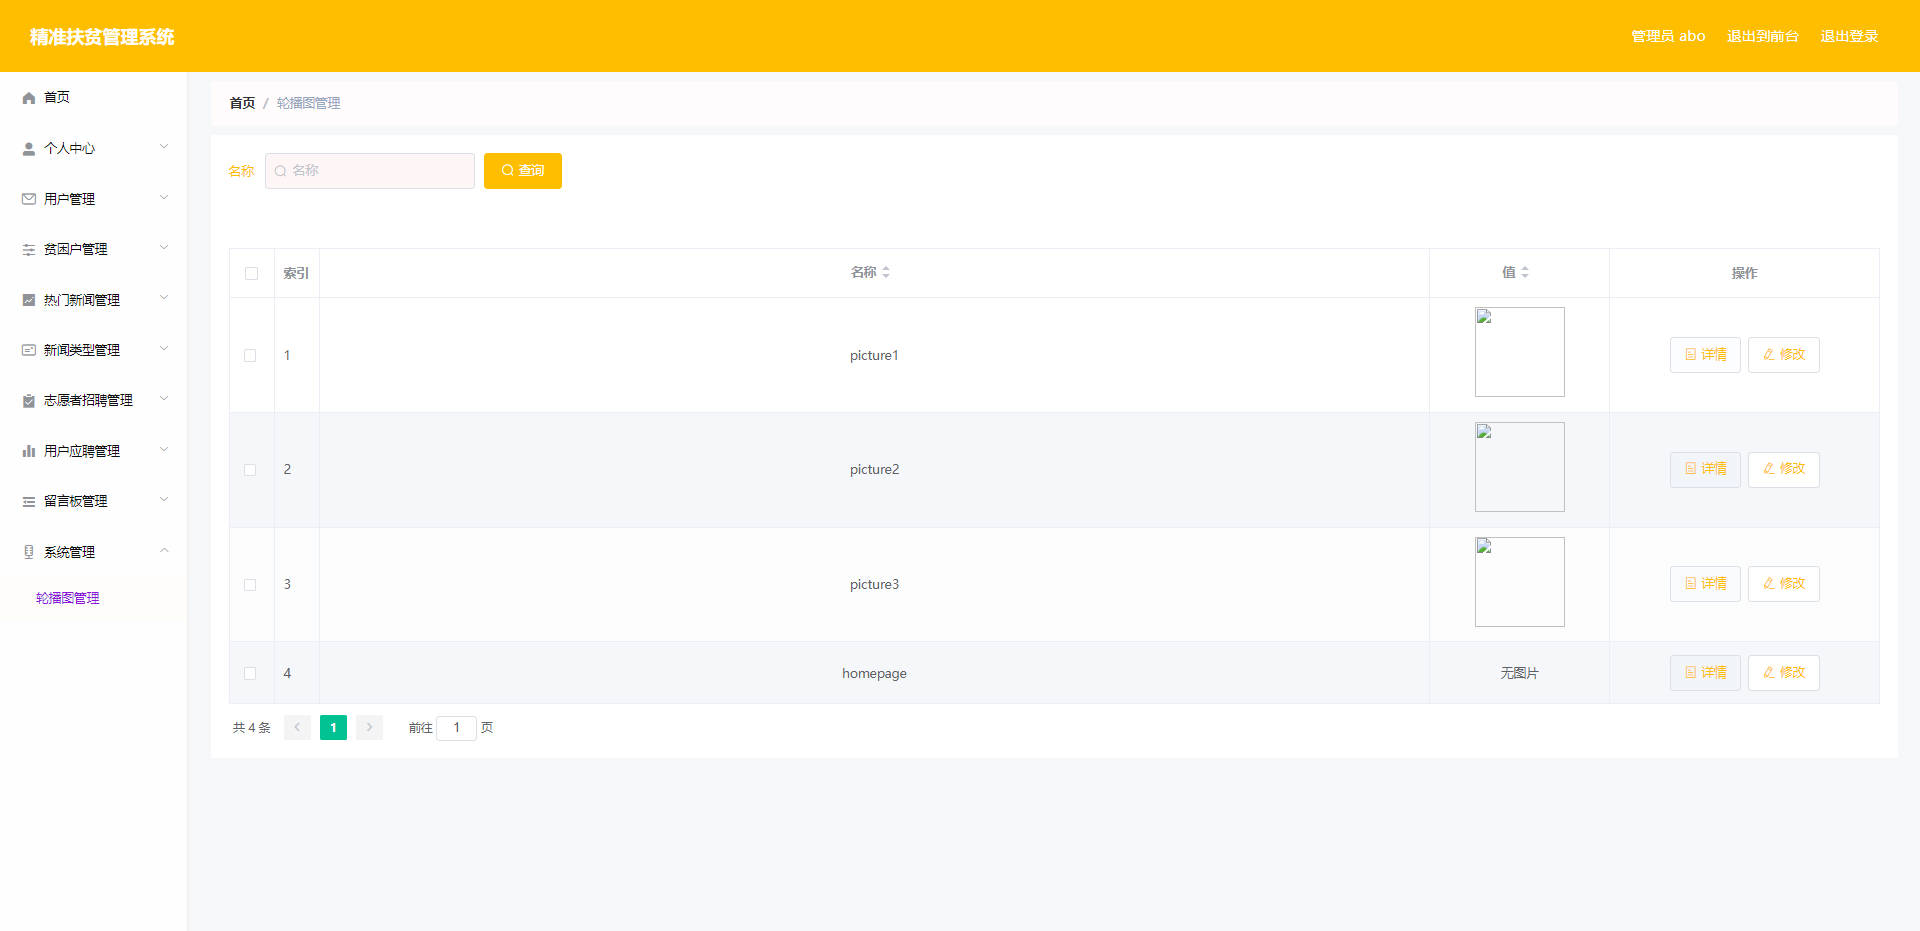 精准扶贫管理系统
管理员 abo 退出到前台 退出登录
首页
个人中心
用户管理
贫困户管理
热门新闻管理
新闻类型管理
志愿者招聘管理
用户应聘管理
留言板管理
系统管理
轮播图管理
首页 / 轮播图管理
名称 名称 查询
索引 名称 值 操作
1 picture1 详情 修改
2 picture2 详情 修改
3 picture3 详情 修改
4 homepage 无图片 详情 修改
共 4 条 1 前往 1 页